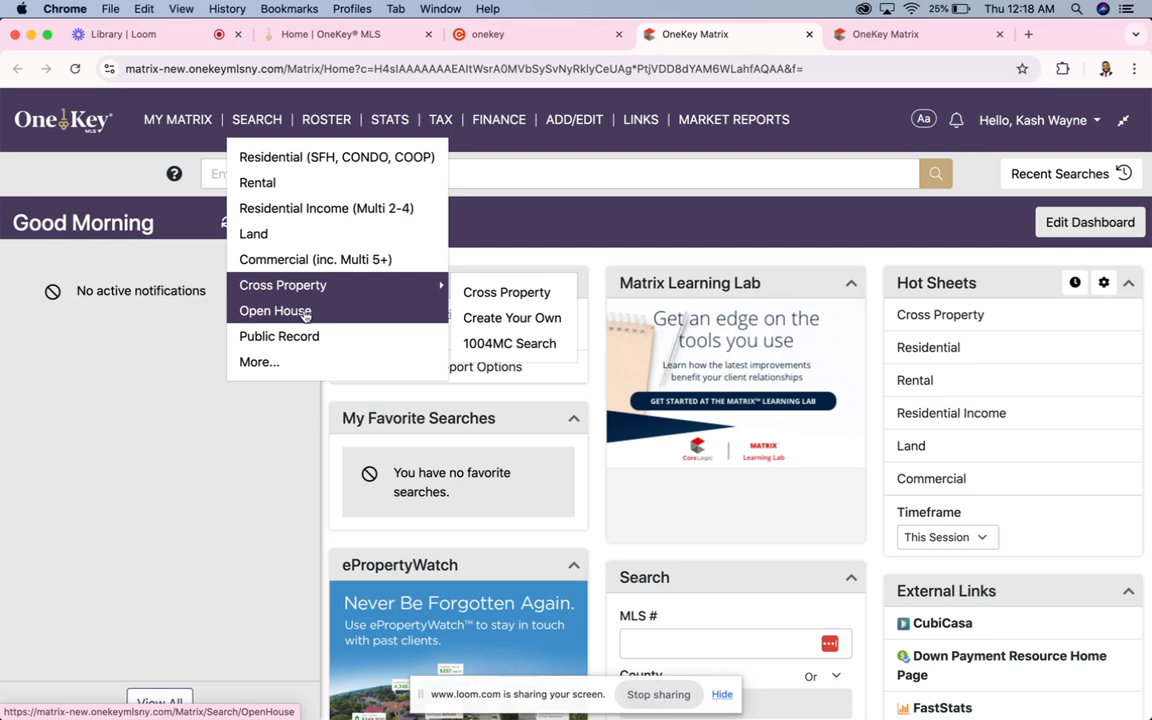 Chrome File Edit View History Bookmarks Profiles Tab Window Help 25% Thu 12:18 AM
Library | Loom Home | OneKey® MLS onekey OneKey Matrix OneKey Matrix
matrix-new.onekeymlsny.com/Matrix/Home?c=H4sIAAAAAAAEAItWsrA0MVbSySvNyRklyCeUAg*PtjVDD8dYAM6WLahfAQAA&f=
OneKey MLS MY MATRIX | SEARCH | ROSTER | STATS | TAX | FINANCE | ADD/EDIT | LINKS | MARKET REPORTS Aa Hello, Kash Wayne
? En Recent Searches
Good Morning Edit Dashboard
No active notifications
Residential (SFH, CONDO, COOP)
Rental
Residential Income (Multi 2-4)
Land
Commercial (inc. Multi 5+)
Cross Property
Open House
Public Record
More...
Cross Property
Create Your Own
1004MC Search
port Options
My Favorite Searches
You have no favorite
searches.
ePropertyWatch
Never Be Forgotten Again.
Use ePropertyWatch™ to stay in touch
with past clients.
Matrix Learning Lab
Get an edge on the
tools you use
Learn how the latest improvements
benefit your client relationships
GET STARTED AT THE MATRIX™ LEARNING LAB
CoreLogic | MATRIX
Learning Lab
Search
MLS #
County Or
Hot Sheets
Cross Property
Residential
Rental
Residential Income
Land
Commercial
Timeframe
This Session
External Links
CubiCasa
Down Payment Resource Home
Page
FastStats
View All
www.loom.com is sharing your screen. Stop sharing Hide
https://matrix-new.onekeymlsny.com/Matrix/Search/OpenHouse